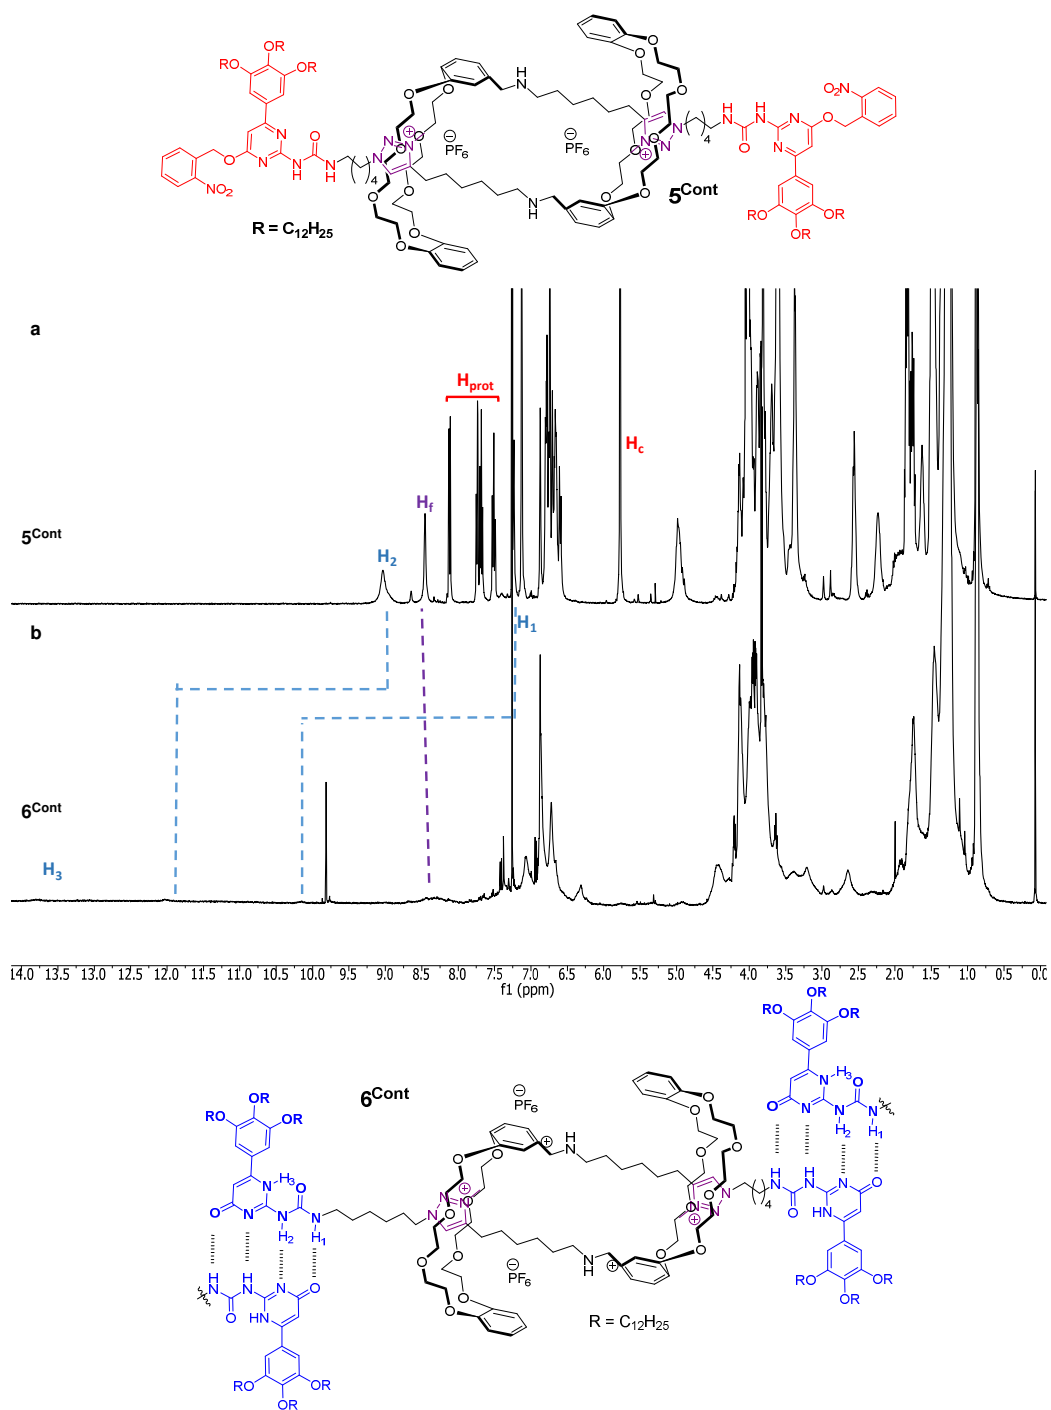 OR
RO
OR
O
O
O
O
H
N
NO2
O
O
N
O
N
NO2
O
N
H
N
O
H
N
4
N
N
N
⊕
⊖
PF6
⊖
PF6
N
N
N
⊕
4
H
N
O
H
N
N
N
O
RO
OR
OR
R = C12H25
N
H
O
O
O
O
5Cont
a
Hprot
Hc
Hf
H2
5Cont
b
H1
6Cont
H3
14.0 13.5 13.0 12.5 12.0 11.5 11.0 10.5 10.0 9.5 9.0 8.5 8.0 7.5 7.0 6.5 6.0 5.5 5.0 4.5 4.0 3.5 3.0 2.5 2.0 1.5 1.0 0.5 0.0
f1 (ppm)
OR
RO
OR
N-H3
O
N
N
H2
O
N
H1
6Cont
⊖
PF6
OR
RO
OR
N-H3
O
N
N
H2
O
N
H1
H
N
⊕
O
O
O
O
N
N
N
⊕
4
H
N
O
H
N
N
O
HN
RO
OR
OR
H
N
O
H
N
N
O
HN
RO
OR
OR
⊖
PF6
HN
⊕
O
O
O
O
R = C12H25